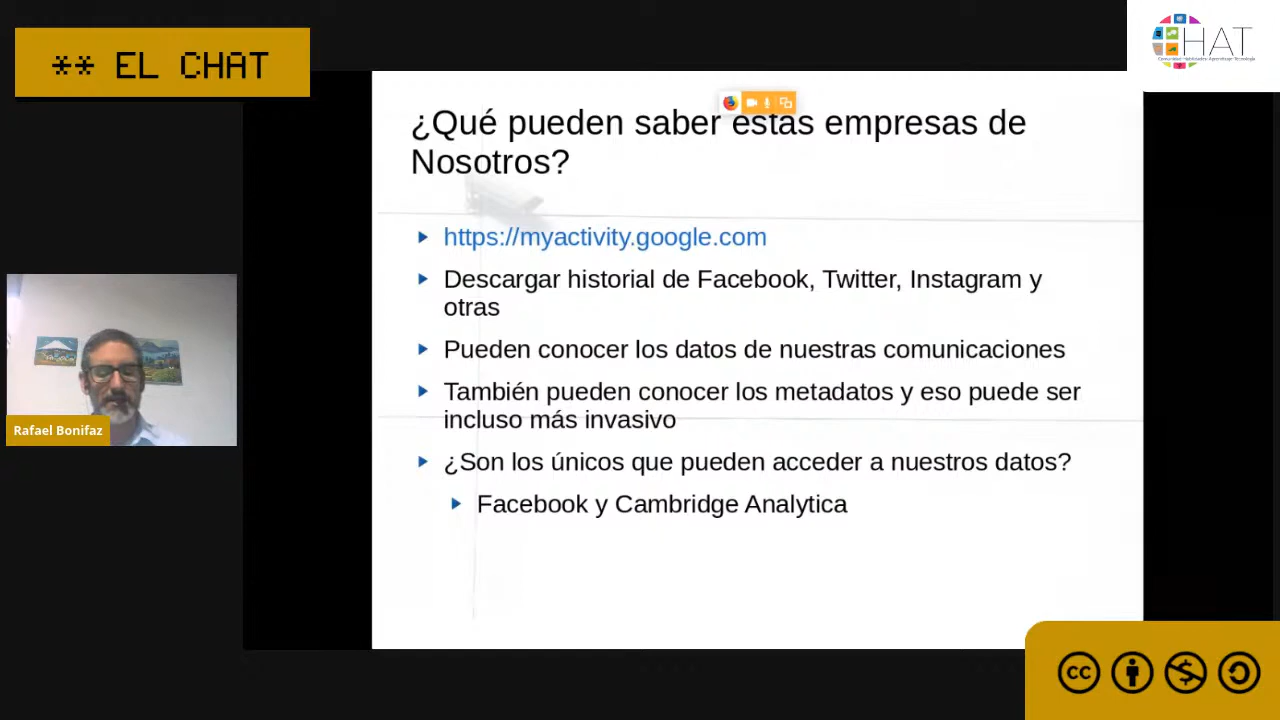 ** EL CHAT
HAT
¿Qué pueden saber estas empresas de
Nosotros?
https://myactivity.google.com
Descargar historial de Facebook, Twitter, Instagram y
otras
Pueden conocer los datos de nuestras comunicaciones
También pueden conocer los metadatos y eso puede ser
incluso más invasivo
¿Son los únicos que pueden acceder a nuestros datos?
Facebook y Cambridge Analytica
Rafael Bonifaz
cc